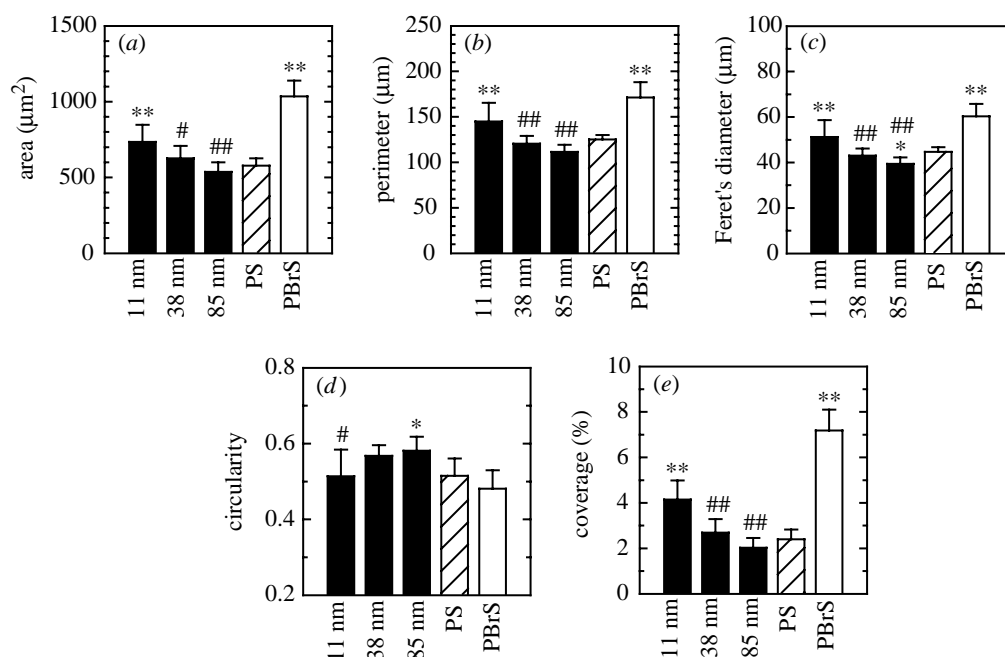 (a)
area (µm²)
1500
1000
500
0
**
#
##
**
11 nm
38 nm
85 nm
PS
PBrS
(b)
perimeter (µm)
250
200
150
100
50
0
**
##
##
**
11 nm
38 nm
85 nm
PS
PBrS
(c)
Feret's diameter (µm)
100
80
60
40
20
0
**
##
##
*
**
11 nm
38 nm
85 nm
PS
PBrS
(d)
circularity
0.8
0.6
0.4
0.2
#
*
11 nm
38 nm
85 nm
PS
PBrS
(e)
coverage (%)
10
8
6
4
2
0
**
##
##
**
11 nm
38 nm
85 nm
PS
PBrS